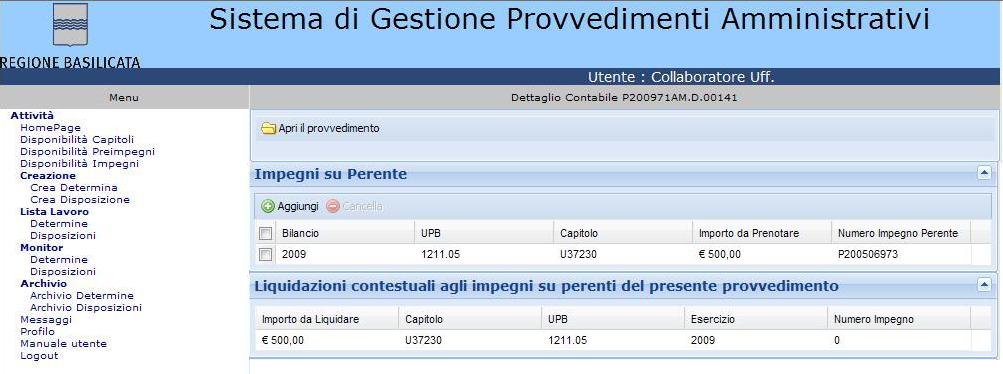 Sistema di Gestione Provvedimenti Amministrativi
REGIONE BASILICATA
Utente : Collaboratore Uff.
Menu
Dettaglio Contabile P200971AM.D.00141
Attività
HomePage
Disponibilità Capitoli
Disponibilità Preimpegni
Disponibilità Impegni
Creazione
Crea Determina
Crea Disposizione
Lista Lavoro
Determine
Disposizioni
Monitor
Determine
Disposizioni
Archivio
Archivio Determine
Archivio Disposizioni
Messaggi
Profilo
Manuale utente
Logout
Apri il provvedimento
Impegni su Perente
Aggiungi Cancella
Bilancio UPB Capitolo Importo da Prenotare Numero Impegno Perente
2009 1211.05 U37230 € 500,00 P200506973
Liquidazioni contestuali agli impegni su perenti del presente provvedimento
Importo da Liquidare Capitolo UPB Esercizio Numero Impegno
€ 500,00 U37230 1211.05 2009 0